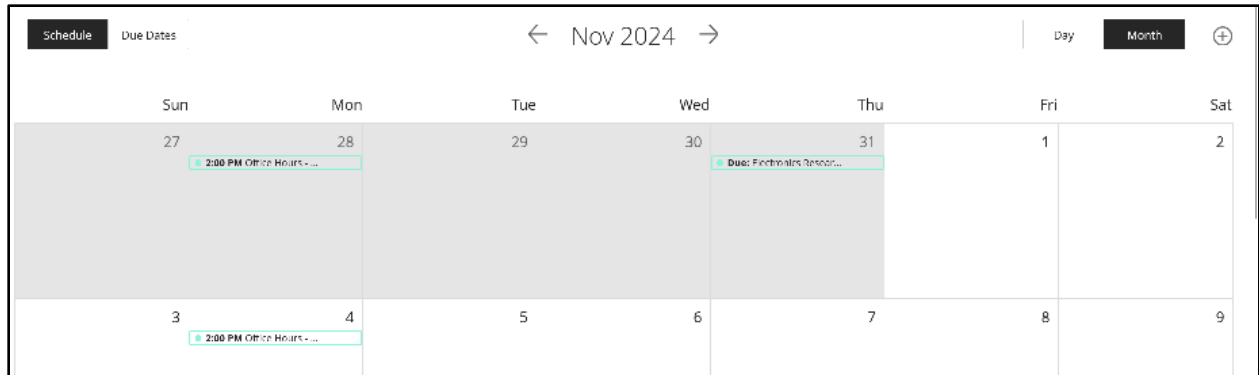 Schedule Due Dates Nov 2024 Day Month
Sun Mon Tue Wed Thu Fri Sat
27 28 29 30 31 1 2
2:00 PM Office Hours - ... Due: Electronics Resear...
3 4 5 6 7 8 9
2:00 PM Office Hours - ...